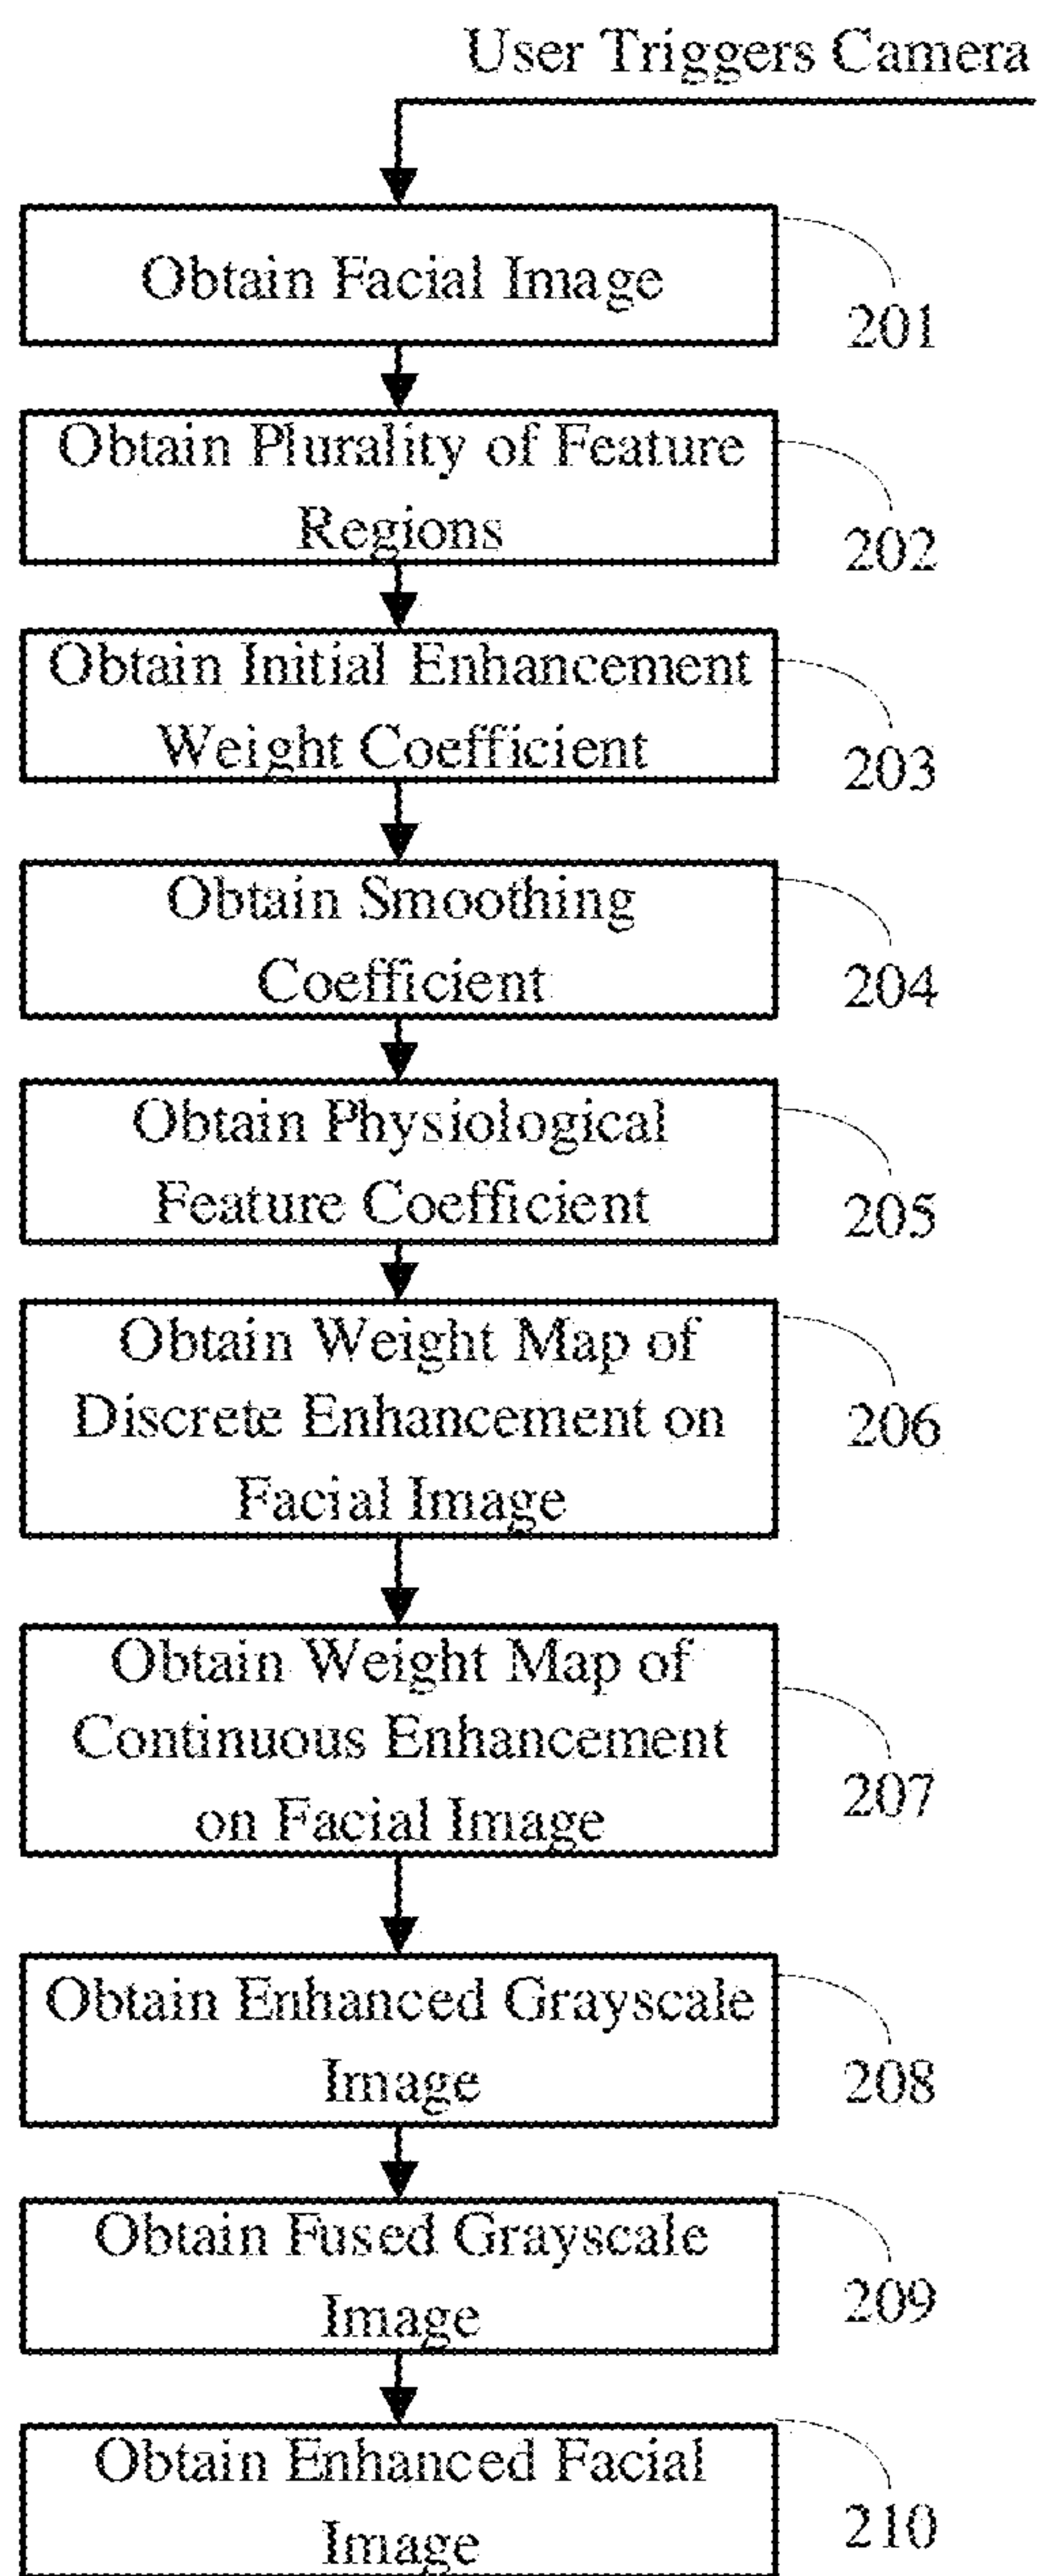 User Triggers Camera
Obtain Facial Image
201
Obtain Plurality of Feature
Regions
202
Obtain Initial Enhancement
Weight Coefficient
203
Obtain Smoothing
Coefficient
204
Obtain Physiological
Feature Coefficient
205
Obtain Weight Map of
Discrete Enhancement on
Facial Image
206
Obtain Weight Map of
Continuous Enhancement
on Facial Image
207
Obtain Enhanced Grayscale
Image
208
Obtain Fused Grayscale
Image
209
Obtain Enhanced Facial
Image
210